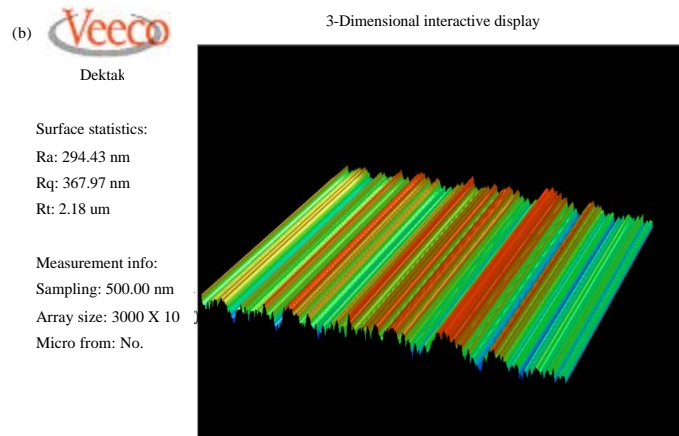 (b)
Veeco
Dektak
3-Dimensional interactive display
Surface statistics:
Ra: 294.43 nm
Rq: 367.97 nm
Rt: 2.18 um
Measurement info:
Sampling: 500.00 nm
Array size: 3000 X 10
Micro from: No.